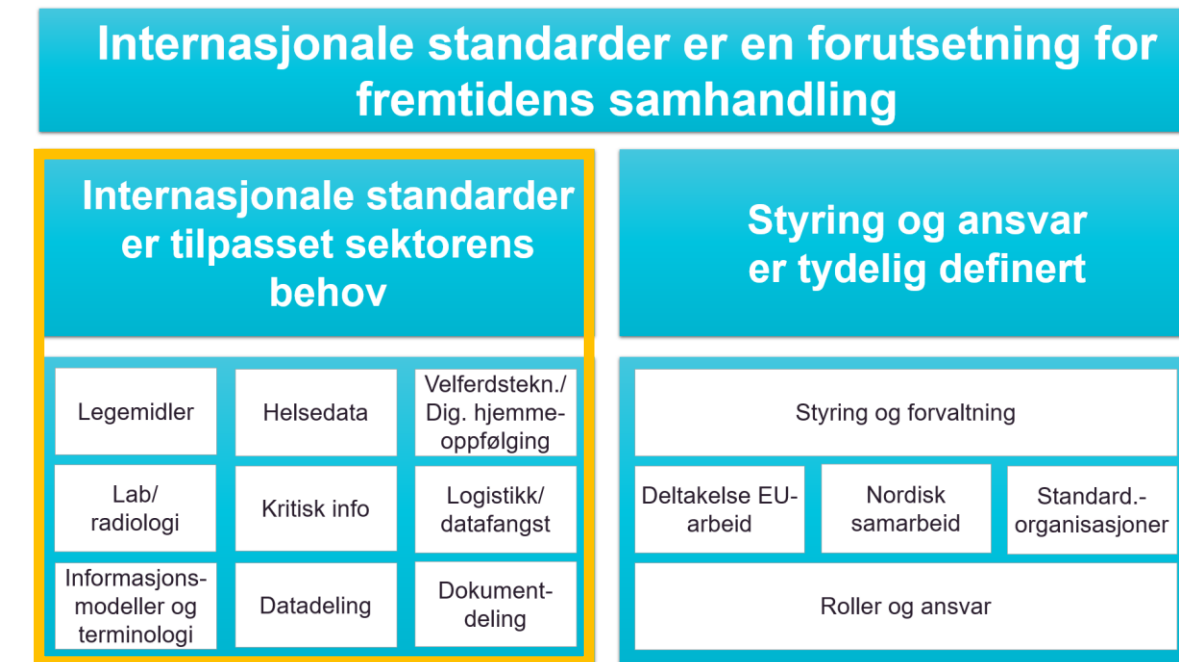 Internasjonale standarder er en forutsetning for
fremtidens samhandling
Internasjonale standarder
er tilpasset sektorens
behov
Legemidler
Helsedata
Velferdstekn./
Dig. hjemme-
oppfølging
Lab/
radiologi
Kritisk info
Logistikk/
datafangst
Informasjons-
modeller og
terminologi
Datadeling
Dokument-
deling
Styring og ansvar
er tydelig definert
Styring og forvaltning
Deltakelse EU-
arbeid
Nordisk
samarbeid
Standard.-
organisasjoner
Roller og ansvar